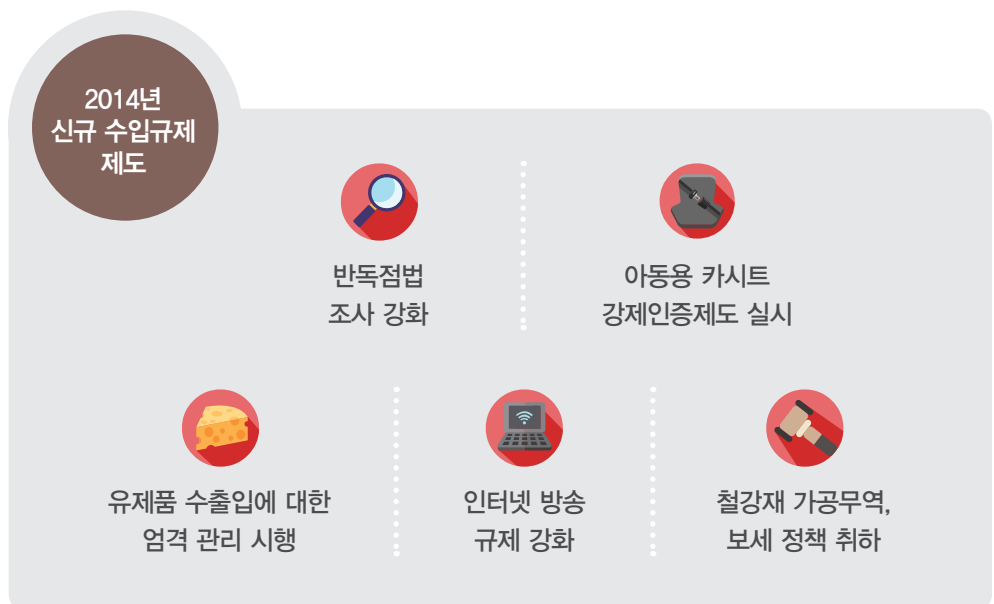 2014년
신규 수입규제
제도
반독점법
조사 강화
아동용 카시트
강제인증제도 실시
유제품 수출입에 대한
엄격 관리 시행
인터넷 방송
규제 강화
철강재 가공무역,
보세 정책 취하